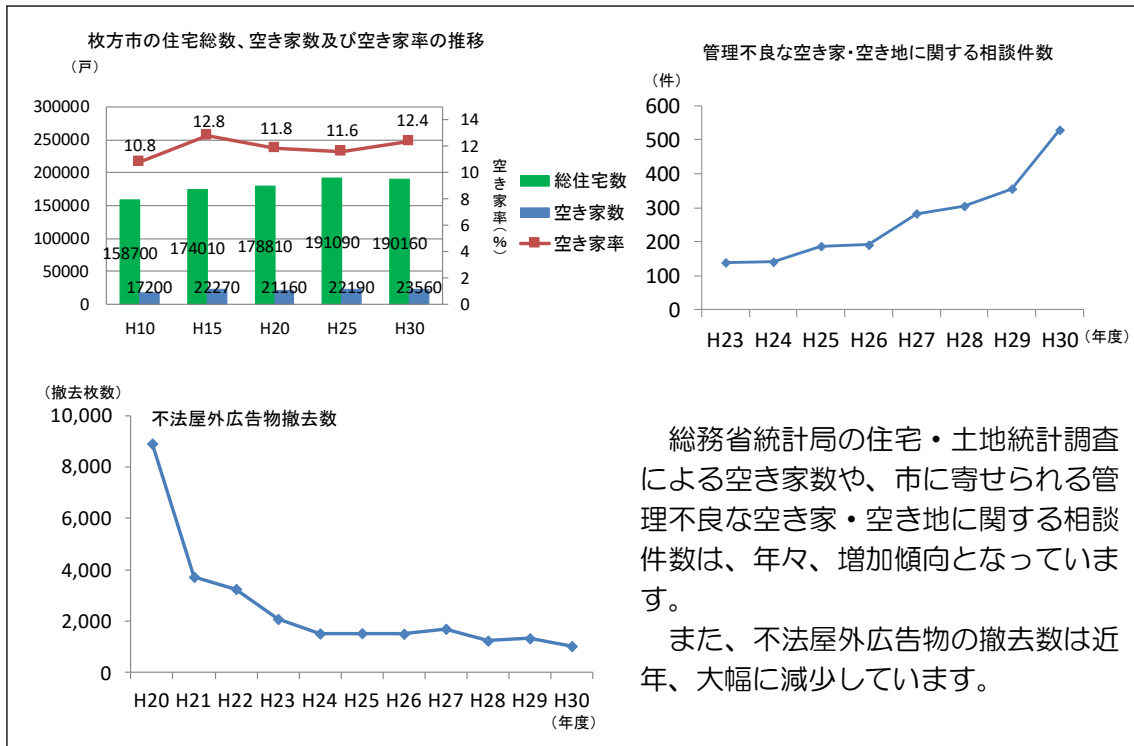 枚方市の住宅総数、空き家数及び空き家率の推移
（戸）
300000
250000
200000
150000
100000
50000
0
10.8
12.8
11.8
11.6
12.4
158700
174010
178810
191090
190160
17200
22270
21160
22190
23560
H10
H15
H20
H25
H30
14
12
10
8
6
4
2
0
空き家率（%）
総住宅数
空き家数
空き家率
管理不良な空き家・空き地に関する相談件数
（件）
600
500
400
300
200
100
0
H23 H24 H25 H26 H27 H28 H29 H30 （年度）
（撤去枚数）
不法屋外広告物撤去数
10,000
8,000
6,000
4,000
2,000
0
H20 H21 H22 H23 H24 H25 H26 H27 H28 H29 H30
（年度）
総務省統計局の住宅・土地統計調査
による空き家数や、市に寄せられる管
理不良な空き家・空き地に関する相談
件数は、年々、増加傾向となっていま
す。
また、不法屋外広告物の撤去数は近
年、大幅に減少しています。